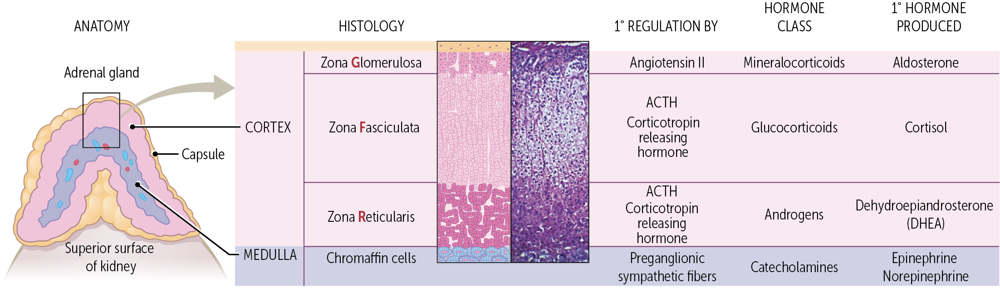 ANATOMY
HISTOLOGY
1° REGULATION BY
HORMONE
CLASS
1° HORMONE
PRODUCED
Adrenal gland
Capsule
Superior surface
of kidney
CORTEX
Zona Glomerulosa
Angiotensin II
Mineralocorticoids
Aldosterone
Zona Fasciculata
ACTH
Corticotropin
releasing
hormone
Glucocorticoids
Cortisol
Zona Reticularis
ACTH
Corticotropin
releasing
hormone
Androgens
Dehydroepiandrosterone
(DHEA)
MEDULLA
Chromaffin cells
Preganglionic
sympathetic fibers
Catecholamines
Epinephrine
Norepinephrine